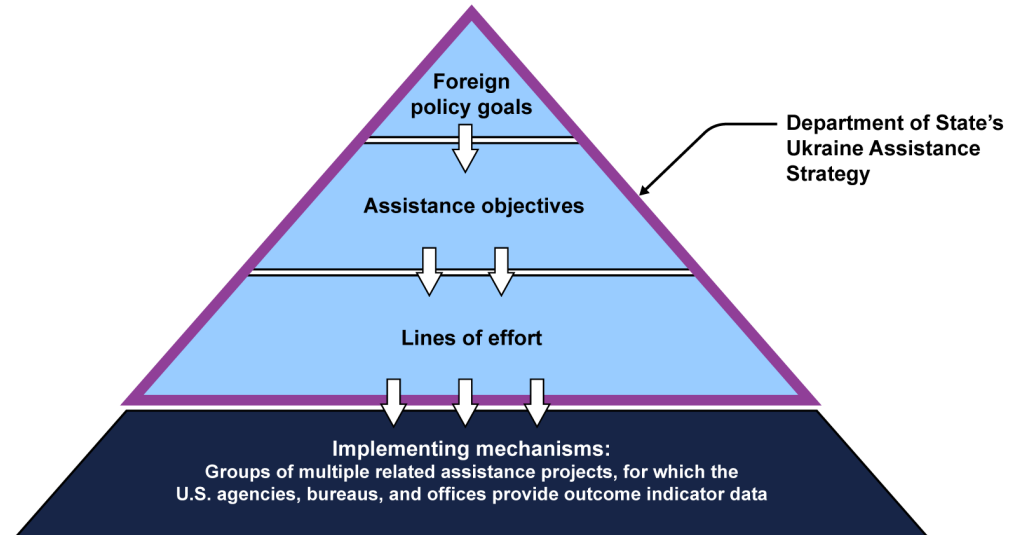 Foreign
policy goals
Department of State's
Ukraine Assistance
Strategy
Assistance objectives
Lines of effort
Implementing mechanisms:
Groups of multiple related assistance projects, for which the
U.S. agencies, bureaus, and offices provide outcome indicator data